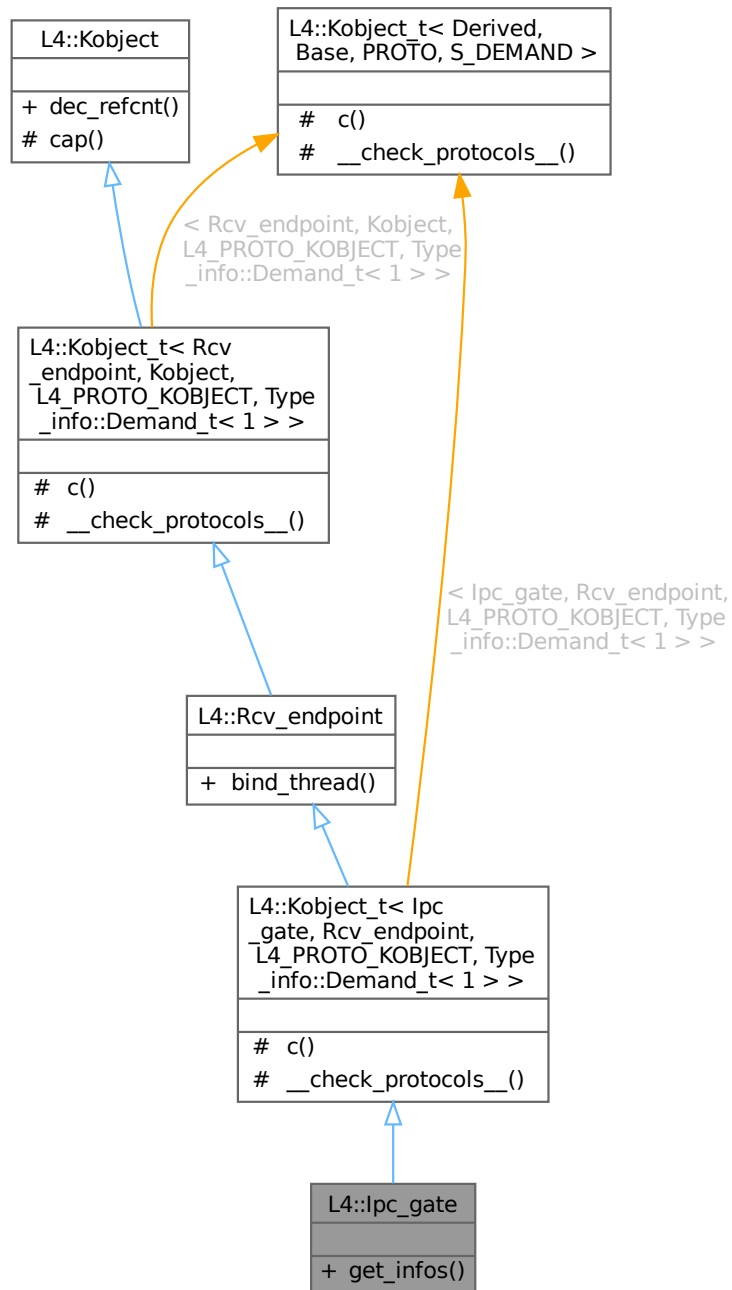 L4::Kobject
+ dec_refcnt()
# cap()
L4::Kobject_t< Derived,
Base, PROTO, S_DEMAND >
# c()
# __check_protocols__()
< Rcv_endpoint, Kobject,
L4_PROTO_KOBJECT, Type
_info::Demand_t< 1 > >
L4::Kobject_t< Rcv
_endpoint, Kobject,
L4_PROTO_KOBJECT, Type
_info::Demand_t< 1 > >
# c()
# __check_protocols__()
< Ipc_gate, Rcv_endpoint,
L4_PROTO_KOBJECT, Type
_info::Demand_t< 1 > >
L4::Rcv_endpoint
+ bind_thread()
L4::Kobject_t< Ipc
_gate, Rcv_endpoint,
L4_PROTO_KOBJECT, Type
_info::Demand_t< 1 > >
# c()
# __check_protocols__()
L4::Ipc_gate
+ get_infos()